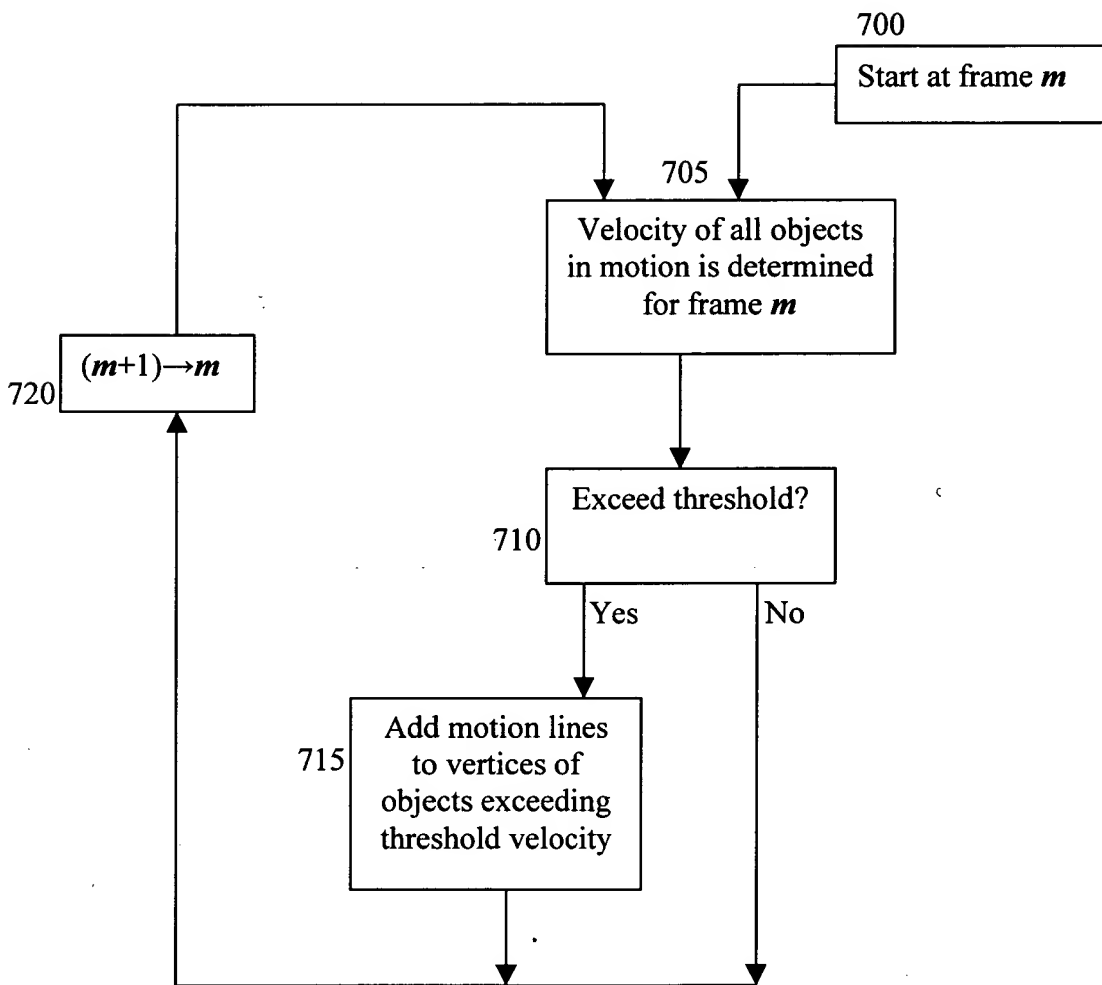 700
Start at frame m
705
Velocity of all objects
in motion is determined
for frame m
(m+1)→m
720
Exceed threshold?
710
Yes
No
Add motion lines
to vertices of
objects exceeding
threshold velocity
715